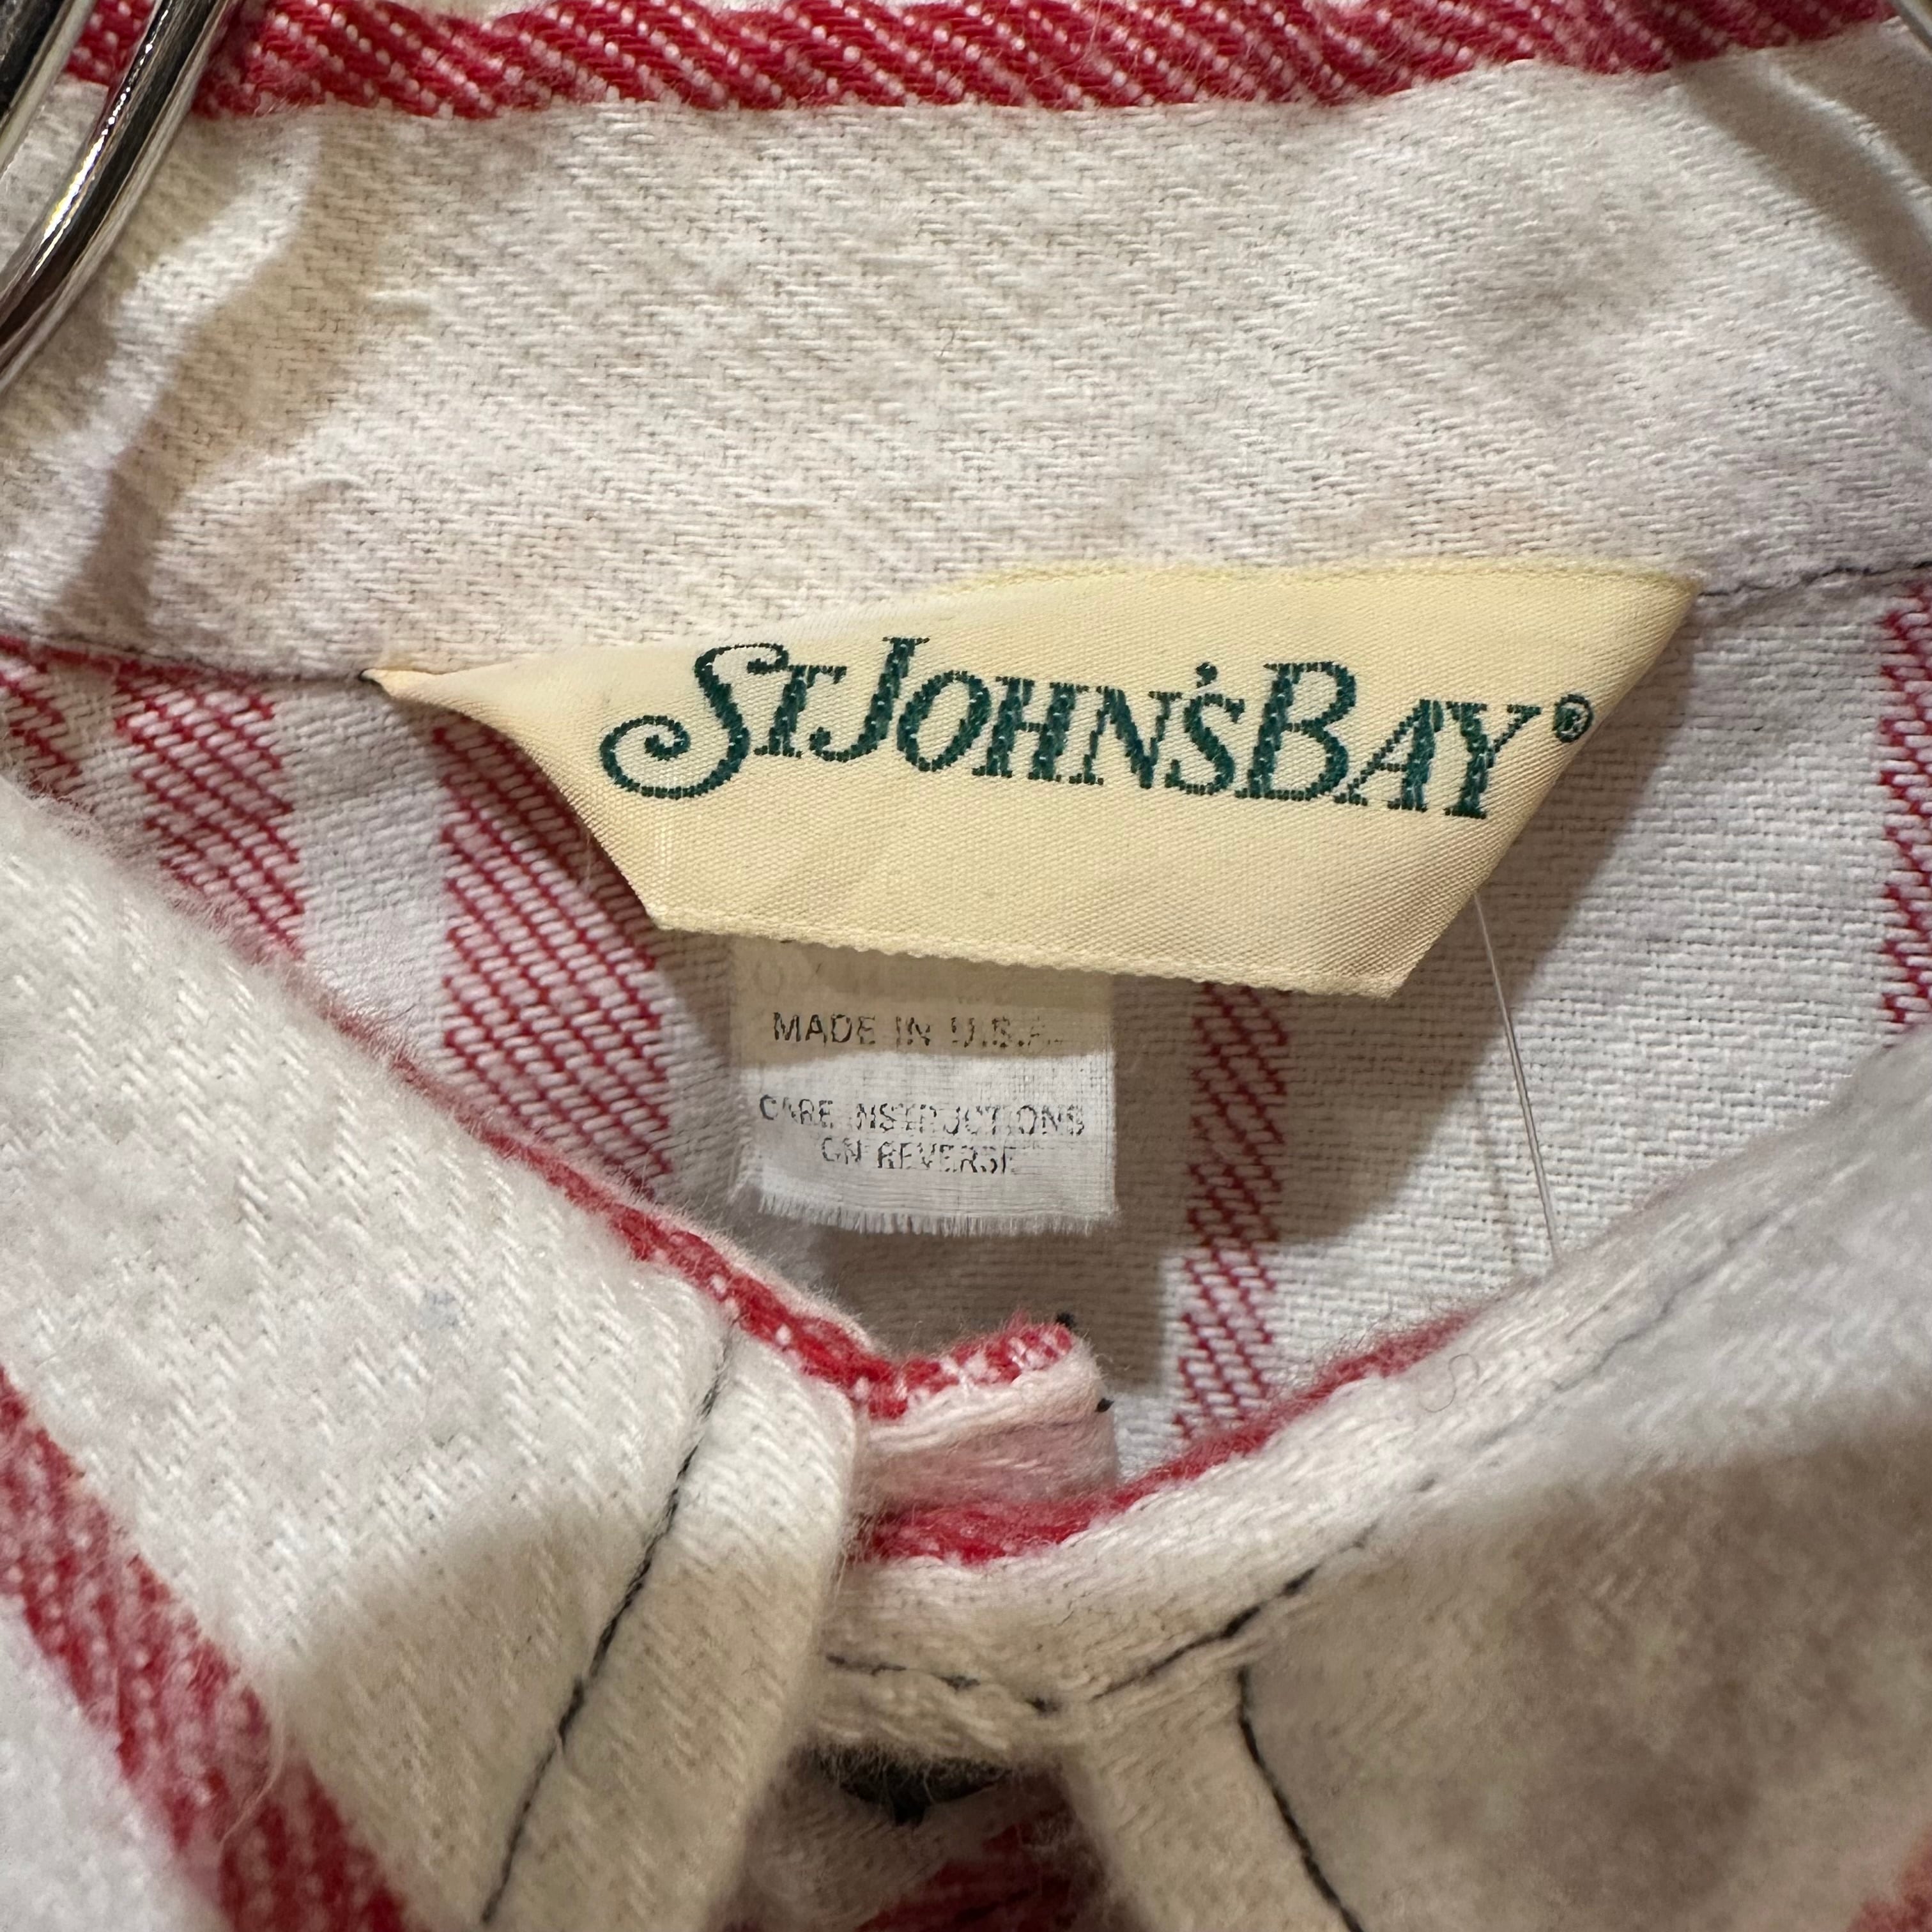 ST. JOHN'S BAY®
MADE IN U.S.A.
CARE INSTRUCTIONS
ON REVERSE